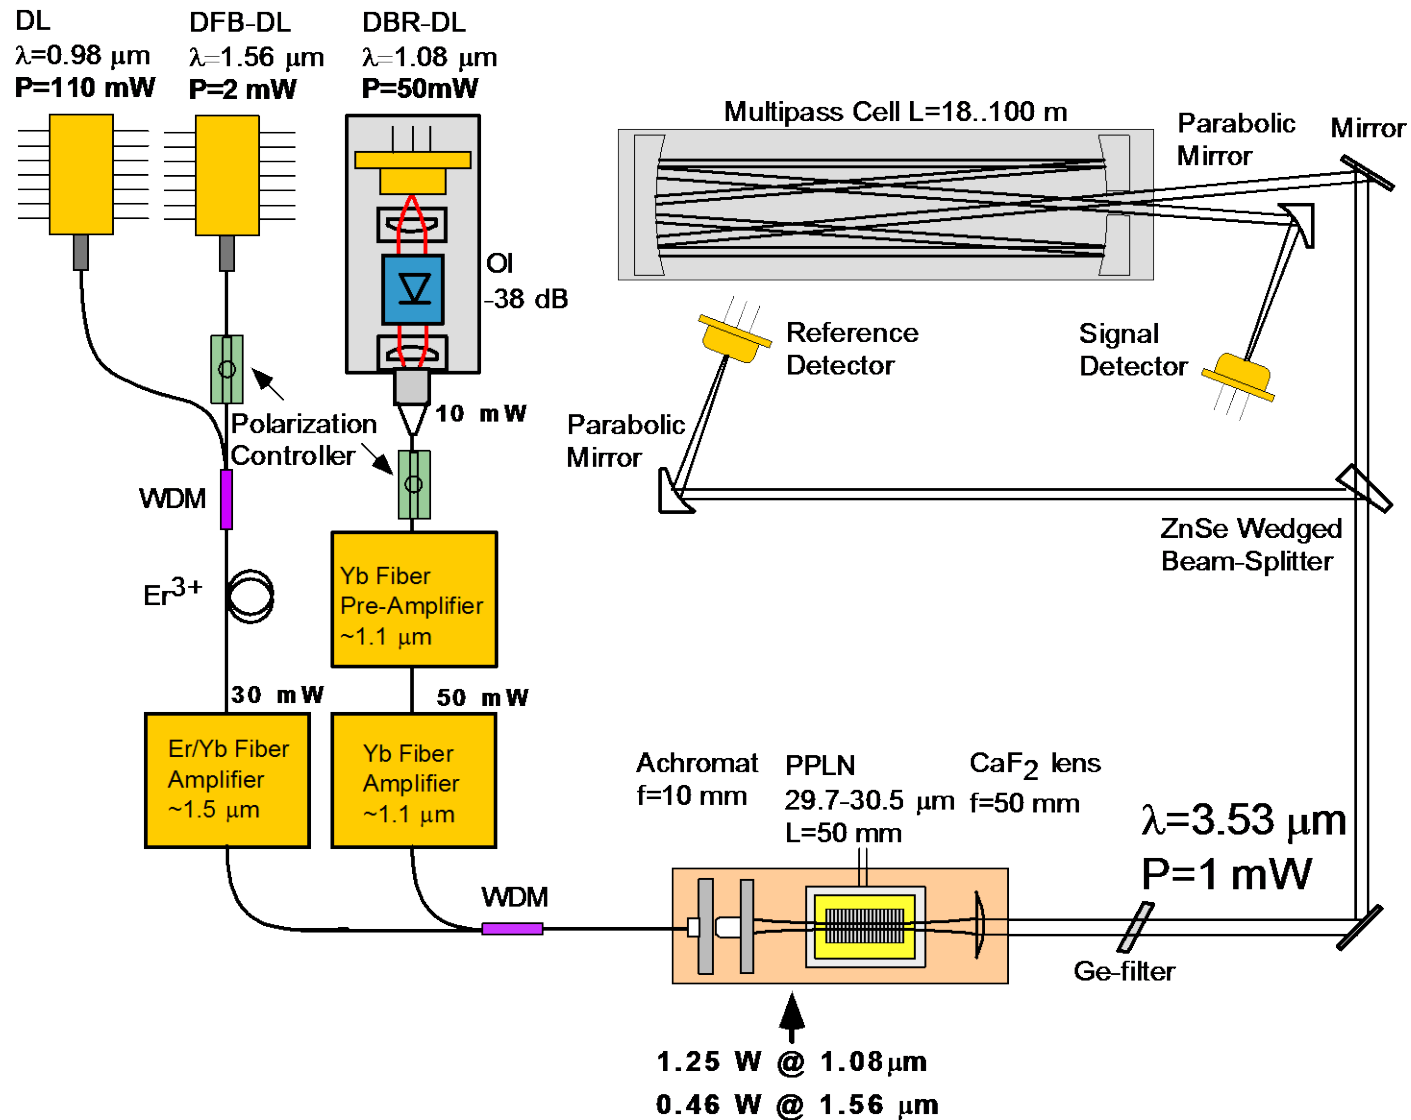 DL
λ=0.98 μm
P=110 mW
DFB-DL
λ=1.56 μm
P=2 mW
DBR-DL
λ=1.08 μm
P=50mW
OI
-38 dB
10 mW
Polarization
Controller
WDM
Er3+
Yb Fiber
Pre-Amplifier
~1.1 μm
30 mW
50 mW
Er/Yb Fiber
Amplifier
~1.5 μm
Yb Fiber
Amplifier
~1.1 μm
WDM
Multipass Cell L=18..100 m
Parabolic
Mirror
Mirror
Reference
Detector
Signal
Detector
Parabolic
Mirror
ZnSe Wedged
Beam-Splitter
Achromat
f=10 mm
PPLN
29.7-30.5 μm
L=50 mm
CaF2 lens
f=50 mm
λ=3.53 μm
P=1 mW
Ge-filter
1.25 W @ 1.08μm
0.46 W @ 1.56 μm